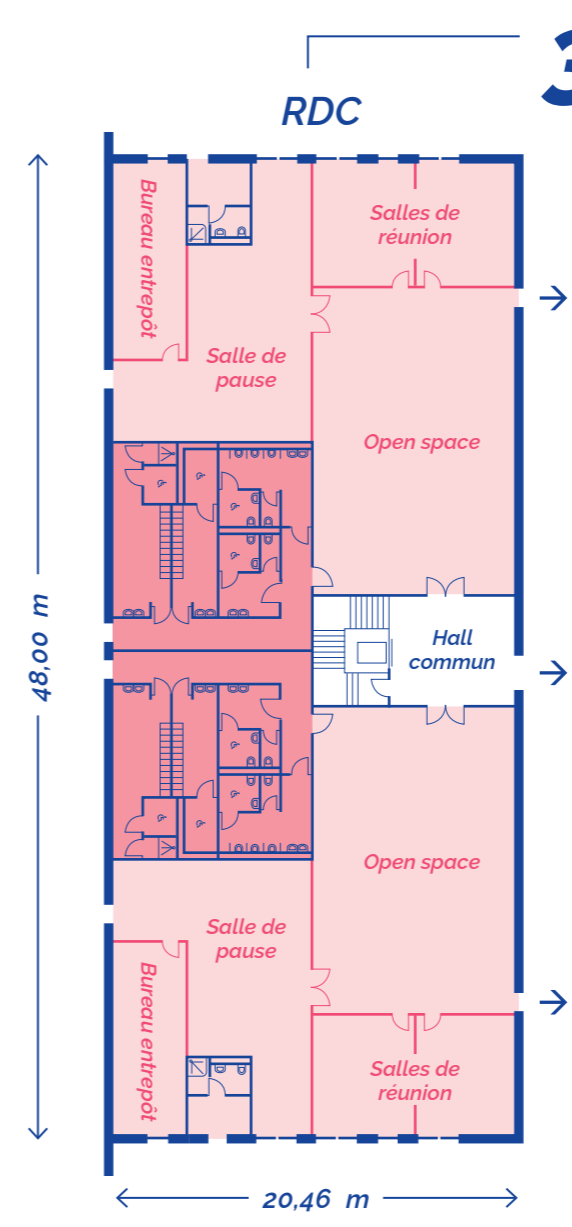 3
RDC
Bureau entrepôt
Salles de
réunion
Salle de
pause
Open space
48,00 m
Hall
commun
Open space
Salle de
pause
Bureau entrepôt
Salles de
réunion
20,46 m